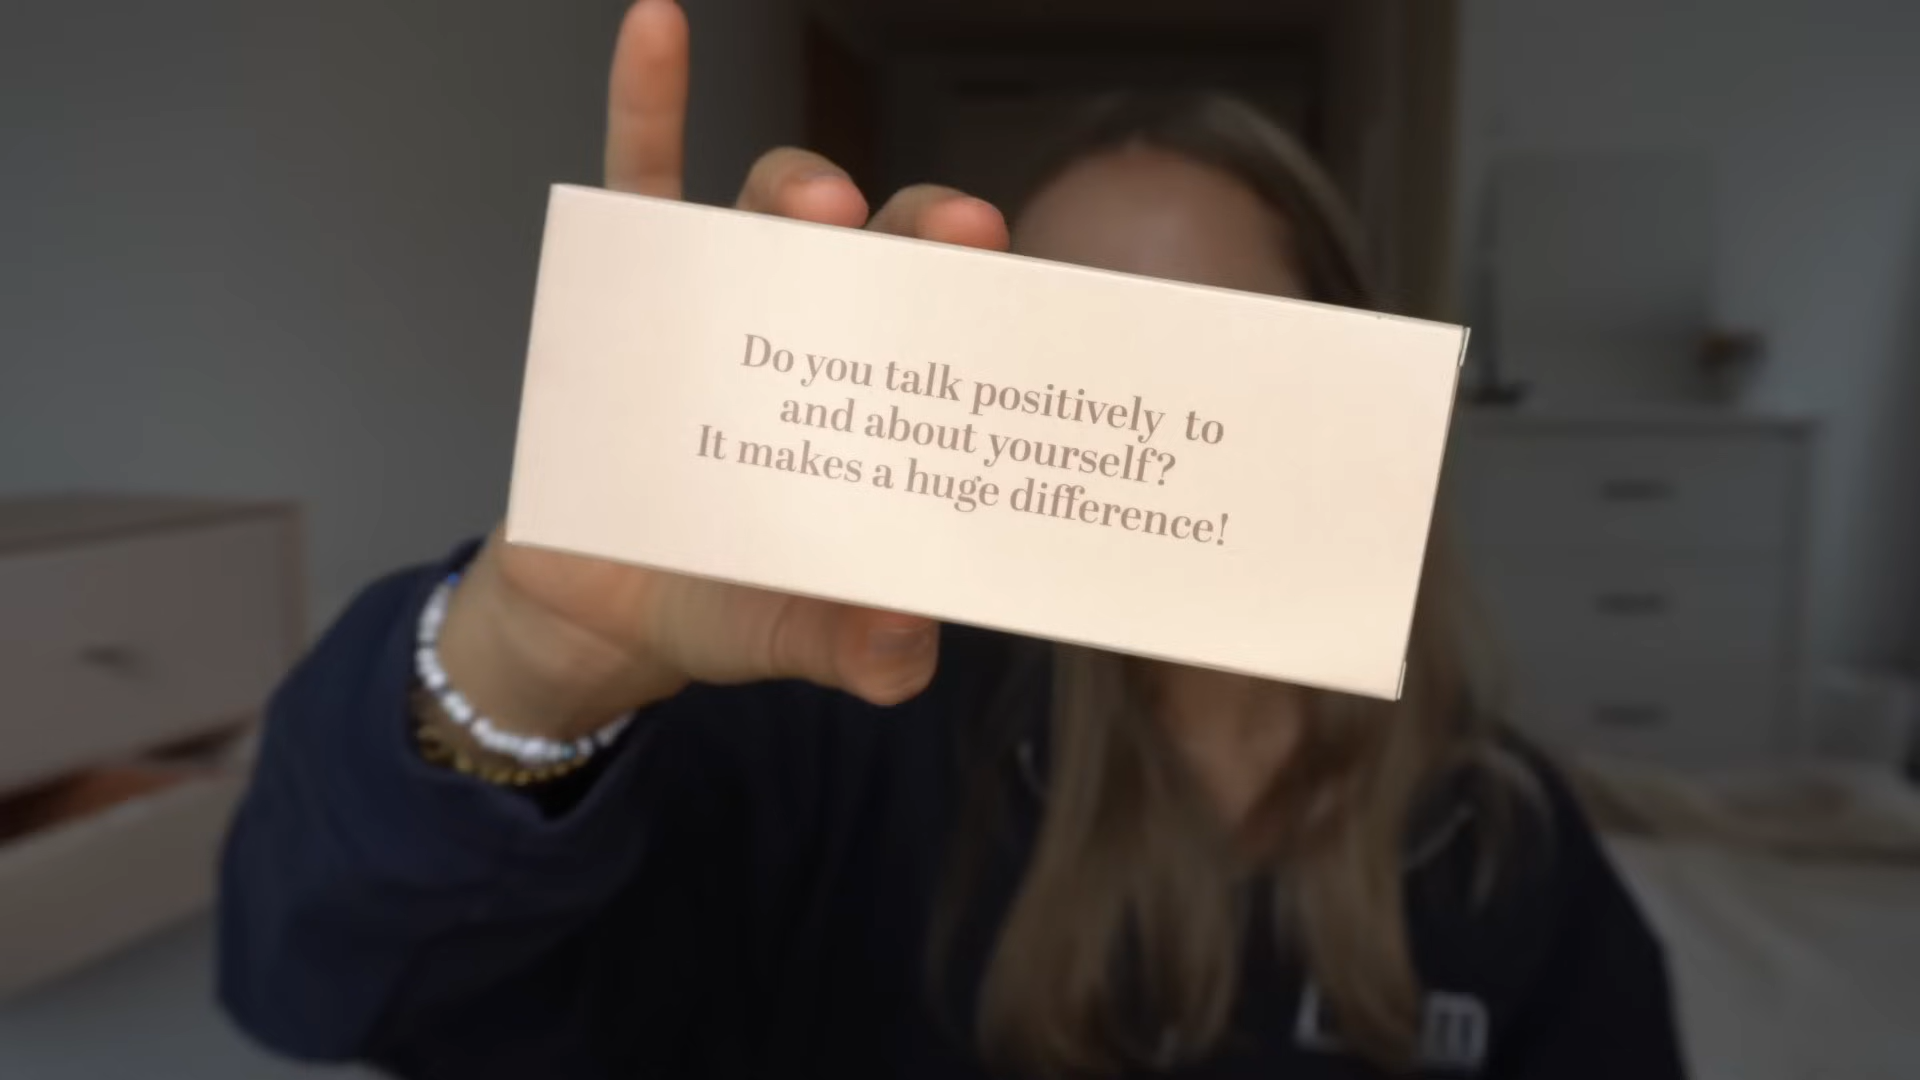 Do you talk positively to
and about yourself?
It makes a huge difference!